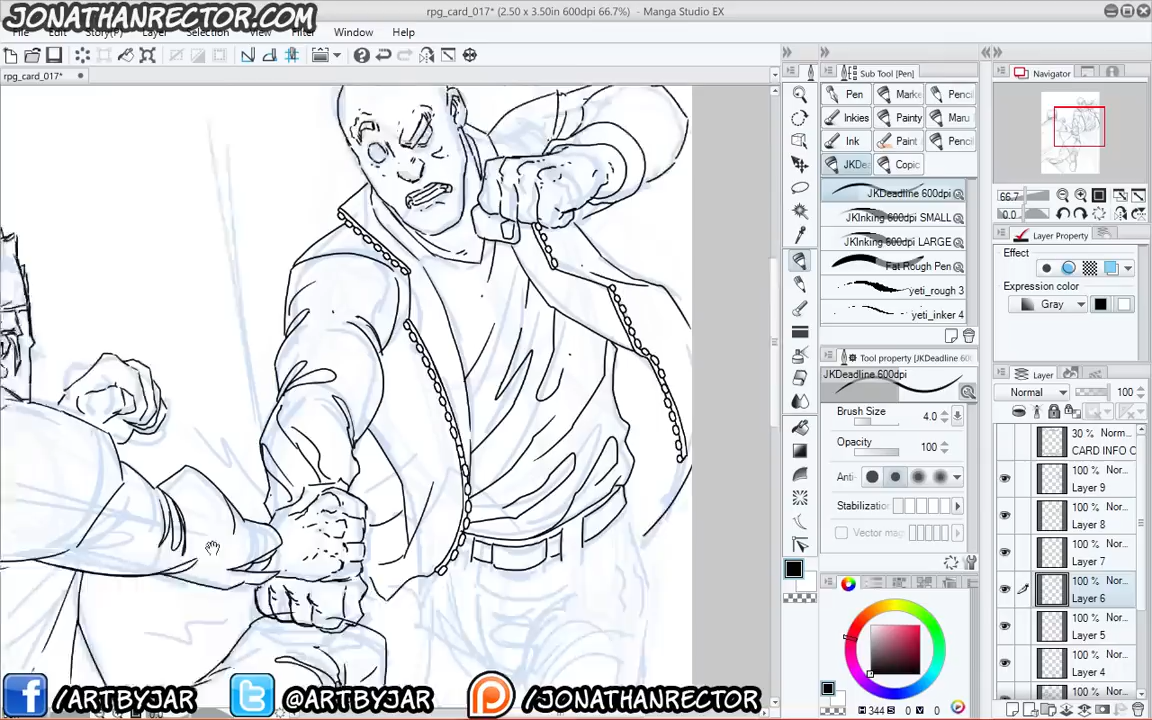 JONATHANRECTOR.COM
rpg_card_017* (2.50 x 3.50in 600dpi 66.7%) - Manga Studio EX
File Edit Story(P) Layer Selection View Filter Window Help
rpg_card_017*
Sub Tool [Pen]
Pen Marke Pencil
Inkies Painty Maru
Ink Paint Pencil
JKDea Copic
JKDeadline 600dpi
JKInking 600dpi SMALL
JKInking 600dpi LARGE
Fat Rough Pen
yeti_rough 3
yeti_inker 4
Tool property [JKDeadline 600
JKDeadline 600dpi
Brush Size 4.0
Opacity 100
Anti-
Stabilization
Vector mag
Navigator
66.7
0.0
Layer Property
Effect
Expression color
Gray
Layer
Normal 100
30 % Norm...
CARD INFO C
100 % Nor...
Layer 9
100 % Nor...
Layer 8
100 % Nor...
Layer 7
100 % Nor...
Layer 6
100 % Nor...
Layer 5
100 % Nor...
Layer 4
100 % Nor...
H 344 S 0 V 0
/ARTBYJAR @ARTBYJAR /JONATHANRECTOR